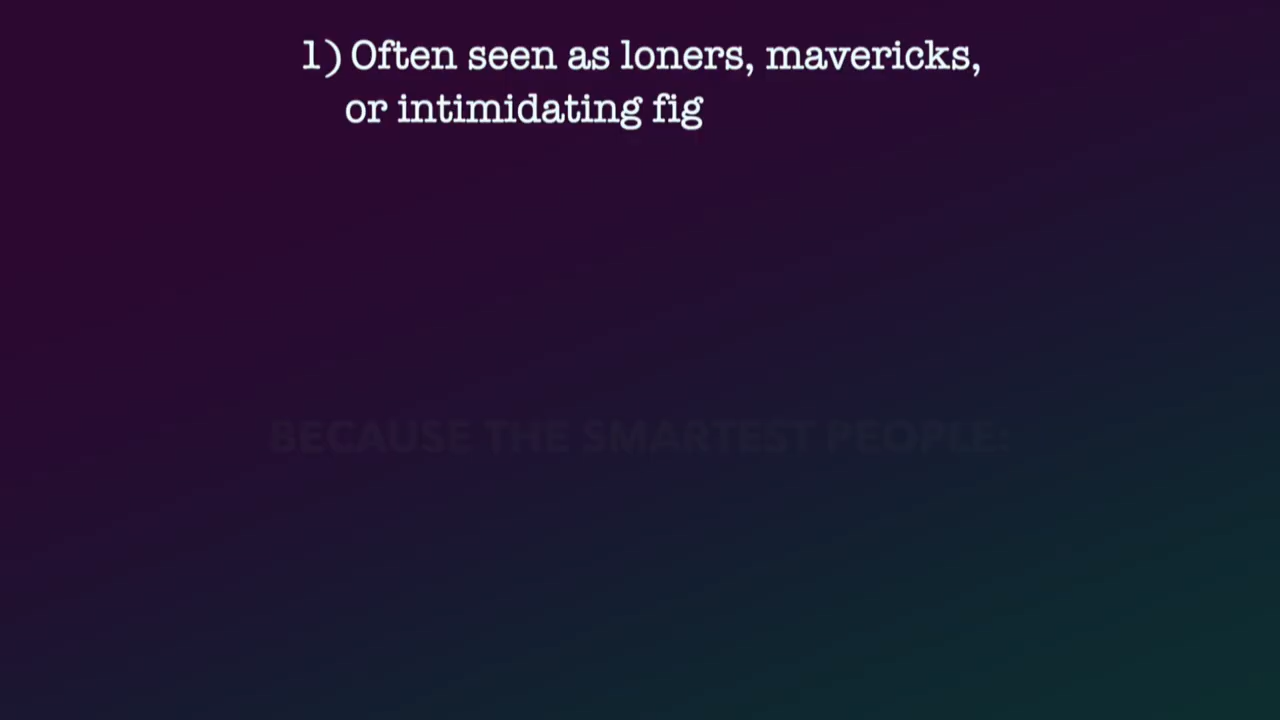 1) Often seen as loners, mavericks,
or intimidating fig
BECAUSE THE SMARTEST PEOPLE: